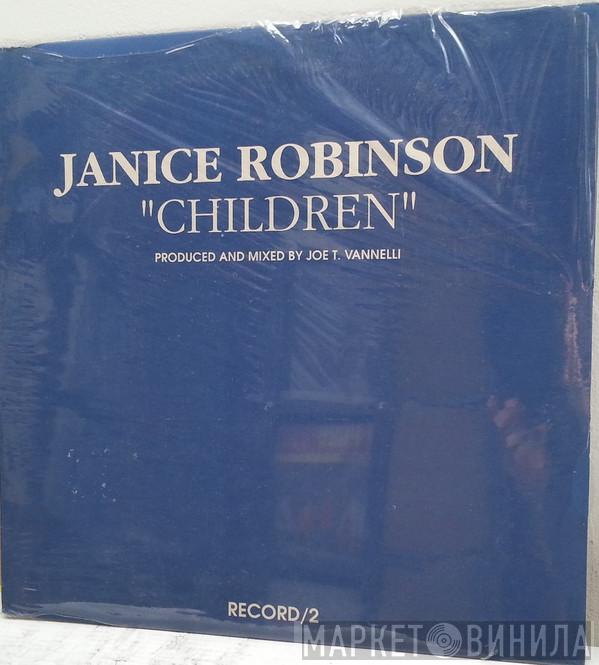 JANICE ROBINSON
"CHILDREN"
PRODUCED AND MIXED BY JOE T. VANNELLI
RECORD/2
МАРКЕТ ВИНИЛА